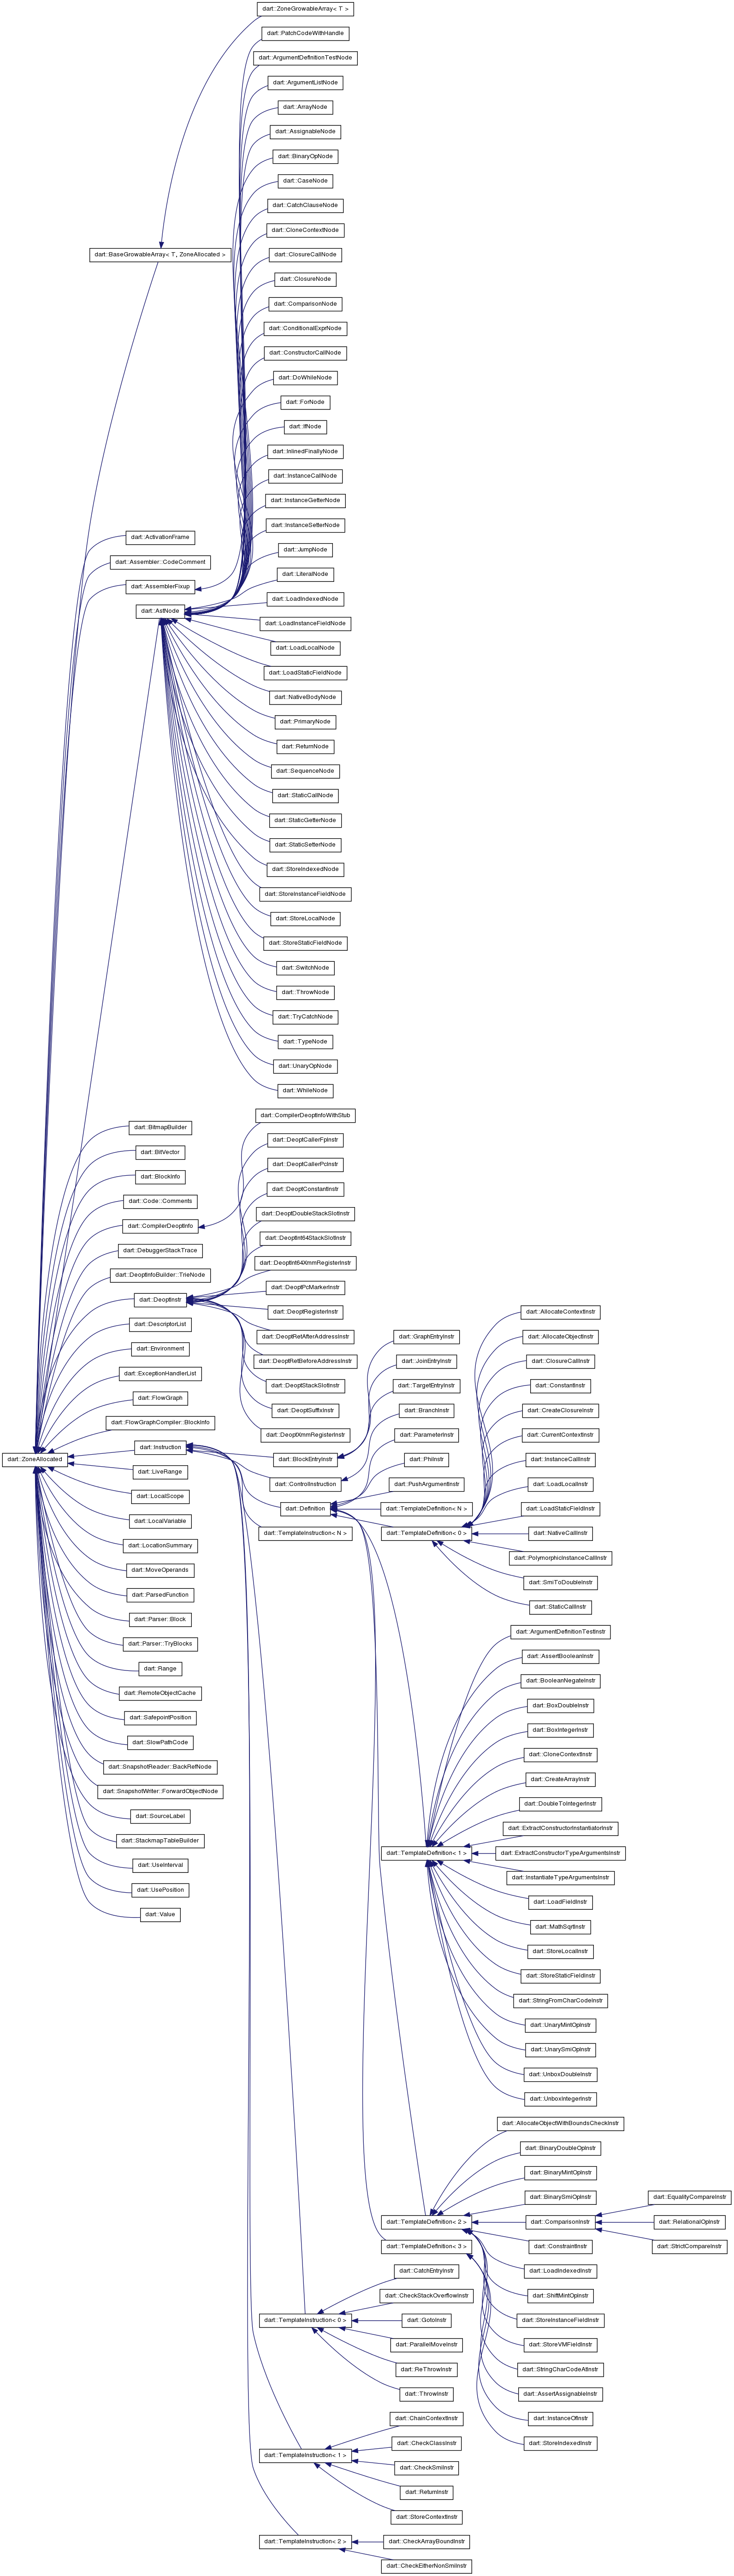 dart::ZoneGrowableArray< T >
dart::PatchCodeWithHandle
dart::ArgumentDefinitionTestNode
dart::ArgumentListNode
dart::ArrayNode
dart::AssignableNode
dart::BinaryOpNode
dart::CaseNode
dart::CatchClauseNode
dart::CloneContextNode
dart::BaseGrowableArray< T, ZoneAllocated >
dart::ClosureCallNode
dart::ClosureNode
dart::ComparisonNode
dart::ConditionalExprNode
dart::ConstructorCallNode
dart::DoWhileNode
dart::ForNode
dart::IfNode
dart::InlinedFinallyNode
dart::InstanceCallNode
dart::InstanceGetterNode
dart::InstanceSetterNode
dart::ActivationFrame
dart::JumpNode
dart::Assembler::CodeComment
dart::LiteralNode
dart::AssemblerFixup
dart::LoadIndexedNode
dart::AstNode
dart::LoadInstanceFieldNode
dart::LoadLocalNode
dart::LoadStaticFieldNode
dart::NativeBodyNode
dart::PrimaryNode
dart::ReturnNode
dart::SequenceNode
dart::StaticCallNode
dart::StaticGetterNode
dart::StaticSetterNode
dart::StoreIndexedNode
dart::StoreInstanceFieldNode
dart::StoreLocalNode
dart::StoreStaticFieldNode
dart::SwitchNode
dart::ThrowNode
dart::TryCatchNode
dart::TypeNode
dart::UnaryOpNode
dart::WhileNode
dart::CompilerDeoptInfoWithStub
dart::BitmapBuilder
dart::DeoptCallerFpInstr
dart::BitVector
dart::DeoptCallerPcInstr
dart::BlockInfo
dart::DeoptConstantInstr
dart::Code::Comments
dart::DeoptDoubleStackSlotInstr
dart::CompilerDeoptInfo
dart::DeoptInt64StackSlotInstr
dart::DebuggerStackTrace
dart::DeoptInt64XmmRegisterInstr
dart::DeoptInfoBuilder::TrieNode
dart::DeoptPcMarkerInstr
dart::DeoptInstr
dart::DeoptRegisterInstr
dart::AllocateContextInstr
dart::DescriptorList
dart::DeoptRetAfterAddressInstr
dart::GraphEntryInstr
dart::AllocateObjectInstr
dart::Environment
dart::DeoptRetBeforeAddressInstr
dart::JoinEntryInstr
dart::ClosureCallInstr
dart::ExceptionHandlerList
dart::DeoptStackSlotInstr
dart::TargetEntryInstr
dart::ConstantInstr
dart::FlowGraph
dart::DeoptSuffixInstr
dart::BranchInstr
dart::CreateClosureInstr
dart::FlowGraphCompiler::BlockInfo
dart::DeoptXmmRegisterInstr
dart::ParameterInstr
dart::CurrentContextInstr
dart::ZoneAllocated
dart::Instruction
dart::BlockEntryInstr
dart::PhiInstr
dart::InstanceCallInstr
dart::LiveRange
dart::ControlInstruction
dart::PushArgumentInstr
dart::LoadLocalInstr
dart::LocalScope
dart::Definition
dart::TemplateDefinition< N >
dart::LoadStaticFieldInstr
dart::LocalVariable
dart::TemplateInstruction< N >
dart::TemplateDefinition< 0 >
dart::NativeCallInstr
dart::LocationSummary
dart::PolymorphicInstanceCallInstr
dart::MoveOperands
dart::SmiToDoubleInstr
dart::ParsedFunction
dart::StaticCallInstr
dart::Parser::Block
dart::ArgumentDefinitionTestInstr
dart::Parser::TryBlocks
dart::AssertBooleanInstr
dart::Range
dart::BooleanNegateInstr
dart::RemoteObjectCache
dart::BoxDoubleInstr
dart::SafepointPosition
dart::BoxIntegerInstr
dart::SlowPathCode
dart::CloneContextInstr
dart::SnapshotReader::BackRefNode
dart::CreateArrayInstr
dart::SnapshotWriter::ForwardObjectNode
dart::DoubleToIntegerInstr
dart::SourceLabel
dart::ExtractConstructorInstantiatorInstr
dart::StackmapTableBuilder
dart::TemplateDefinition< 1 >
dart::ExtractConstructorTypeArgumentsInstr
dart::UseInterval
dart::InstantiateTypeArgumentsInstr
dart::UsePosition
dart::LoadFieldInstr
dart::Value
dart::MathSqrtInstr
dart::StoreLocalInstr
dart::StoreStaticFieldInstr
dart::StringFromCharCodeInstr
dart::UnaryMintOpInstr
dart::UnarySmiOpInstr
dart::UnboxDoubleInstr
dart::UnboxIntegerInstr
dart::AllocateObjectWithBoundsCheckInstr
dart::BinaryDoubleOpInstr
dart::BinaryMintOpInstr
dart::BinarySmiOpInstr
dart::EqualityCompareInstr
dart::TemplateDefinition< 2 >
dart::ComparisonInstr
dart::RelationalOpInstr
dart::TemplateDefinition< 3 >
dart::ConstraintInstr
dart::StrictCompareInstr
dart::CatchEntryInstr
dart::LoadIndexedInstr
dart::CheckStackOverflowInstr
dart::ShiftMintOpInstr
dart::TemplateInstruction< 0 >
dart::GotoInstr
dart::StoreInstanceFieldInstr
dart::ParallelMoveInstr
dart::StoreVMFieldInstr
dart::ReThrowInstr
dart::StringCharCodeAtInstr
dart::ThrowInstr
dart::AssertAssignableInstr
dart::ChainContextInstr
dart::InstanceOfInstr
dart::CheckClassInstr
dart::StoreIndexedInstr
dart::TemplateInstruction< 1 >
dart::CheckSmiInstr
dart::ReturnInstr
dart::StoreContextInstr
dart::TemplateInstruction< 2 >
dart::CheckArrayBoundInstr
dart::CheckEitherNonSmiInstr